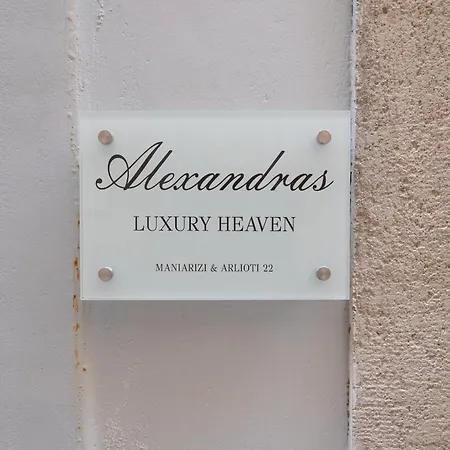 Alexandras
LUXURY HEAVEN
MANIARIZI & ARLIOTI 22